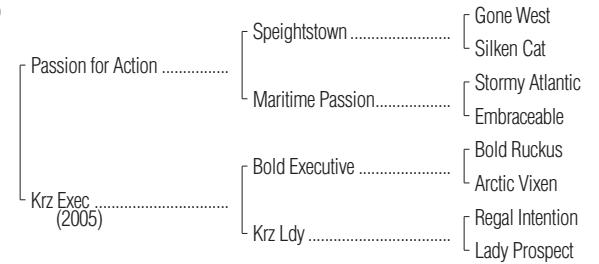 Gone West
Speightstown
Silken Cat
Passion for Action
Stormy Atlantic
Maritime Passion
Embraceable
Bold Ruckus
Bold Executive
Arctic Vixen
Krz Exec
(2005)
Regal Intention
Krz Ldy
Lady Prospect